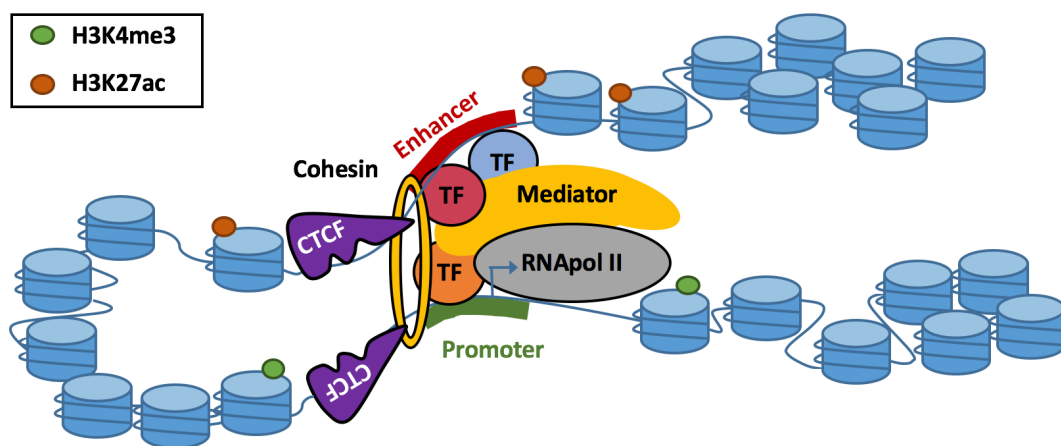 H3K4me3
H3K27ac
Enhancer
Cohesin
TF
TF
Mediator
CTCF
TF
RNApol II
Promoter
CTCF